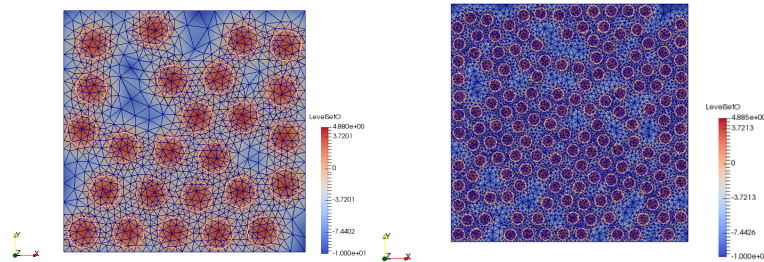 LevelSetO
4.880e+00
3.7201
0
-3.7201
-7.4402
-1.000e+01
Y
Z
X
LevelSetO
4.885e+00
3.7213
0
-3.7213
-7.4426
-1.000e+0
Y
Z
X